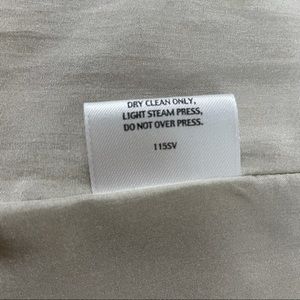 DRY CLEAN ONLY,
LIGHT STEAM PRESS,
DO NOT OVER PRESS.
115SV